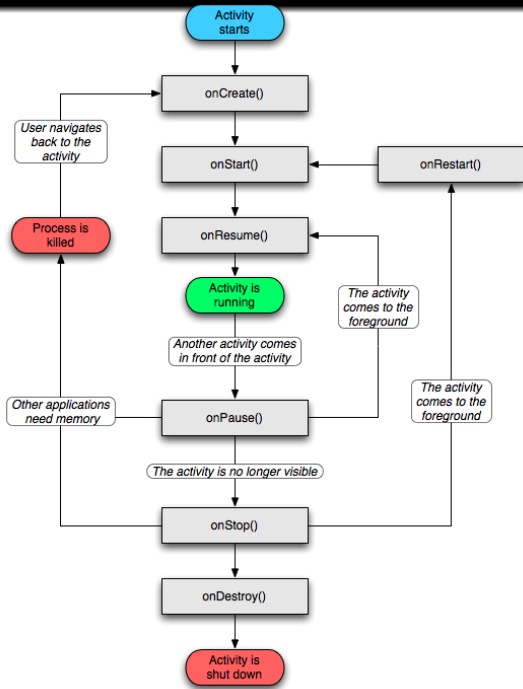 Activity
starts
onCreate()
User navigates
back to the
activity
onStart()
onRestart()
Process is
killed
onResume()
Activity is
running
The activity
comes to the
foreground
Another activity comes
in front of the activity
The activity
comes to the
foreground
Other applications
need memory
onPause()
The activity is no longer visible
onStop()
onDestroy()
Activity is
shut down